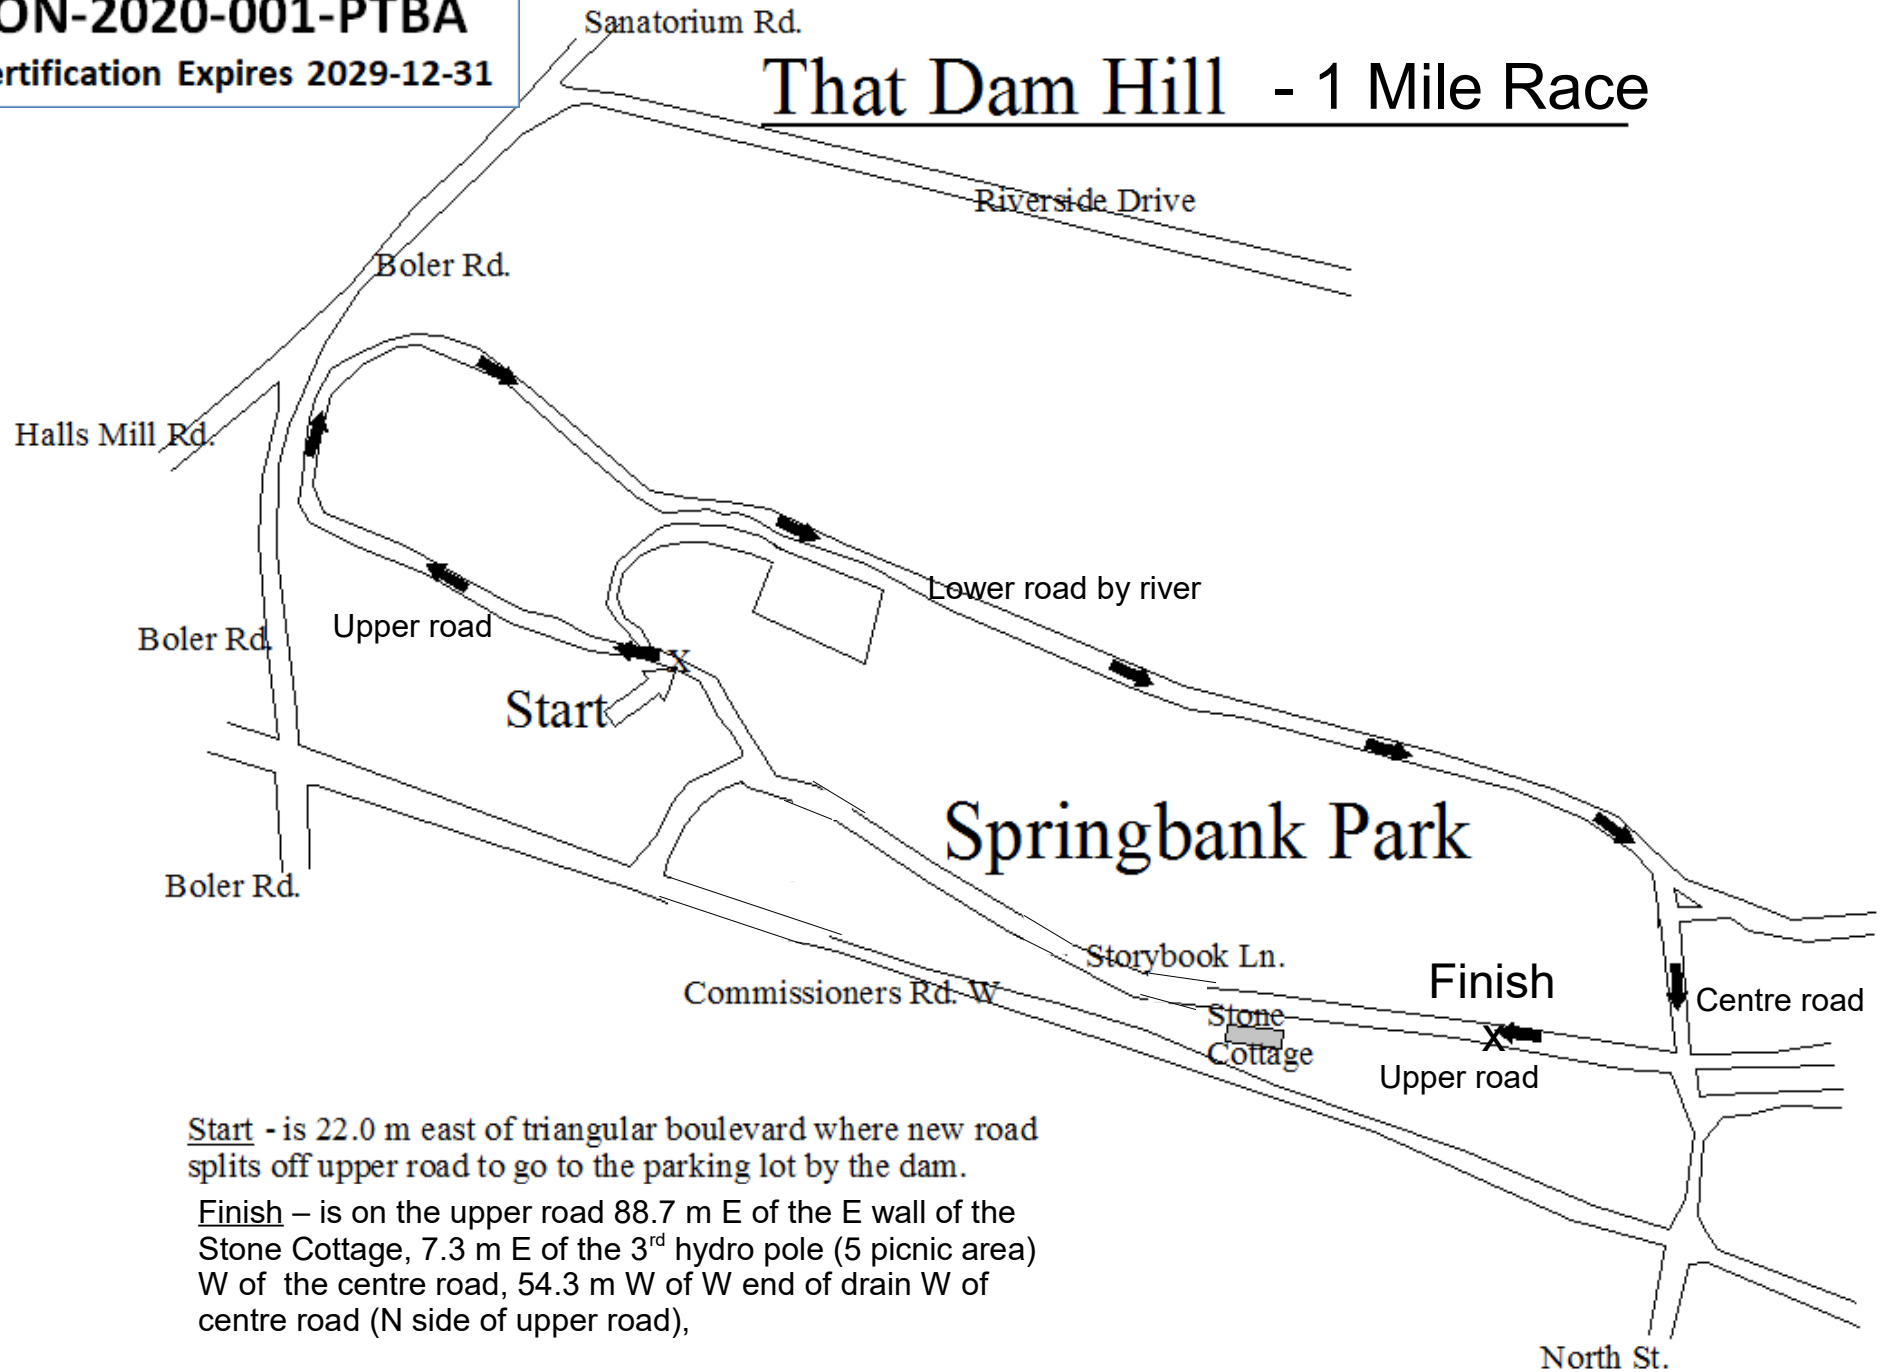 ON-2020-001-PTBA
ertification Expires 2029-12-31
Sanatorium Rd.
That Dam Hill - 1 Mile Race
Riverside Drive
Boler Rd.
Halls Mill Rd.
Lower road by river
Upper road
Boler Rd.
X
Start
Springbank Park
Boler Rd.
Storybook Ln.
Finish
Commissioners Rd. W
Centre road
Stone
Cottage
X
Upper road
Start - is 22.0 m east of triangular boulevard where new road
splits off upper road to go to the parking lot by the dam.
Finish – is on the upper road 88.7 m E of the E wall of the
Stone Cottage, 7.3 m E of the 3rd hydro pole (5 picnic area)
W of the centre road, 54.3 m W of W end of drain W of
centre road (N side of upper road),
North St.